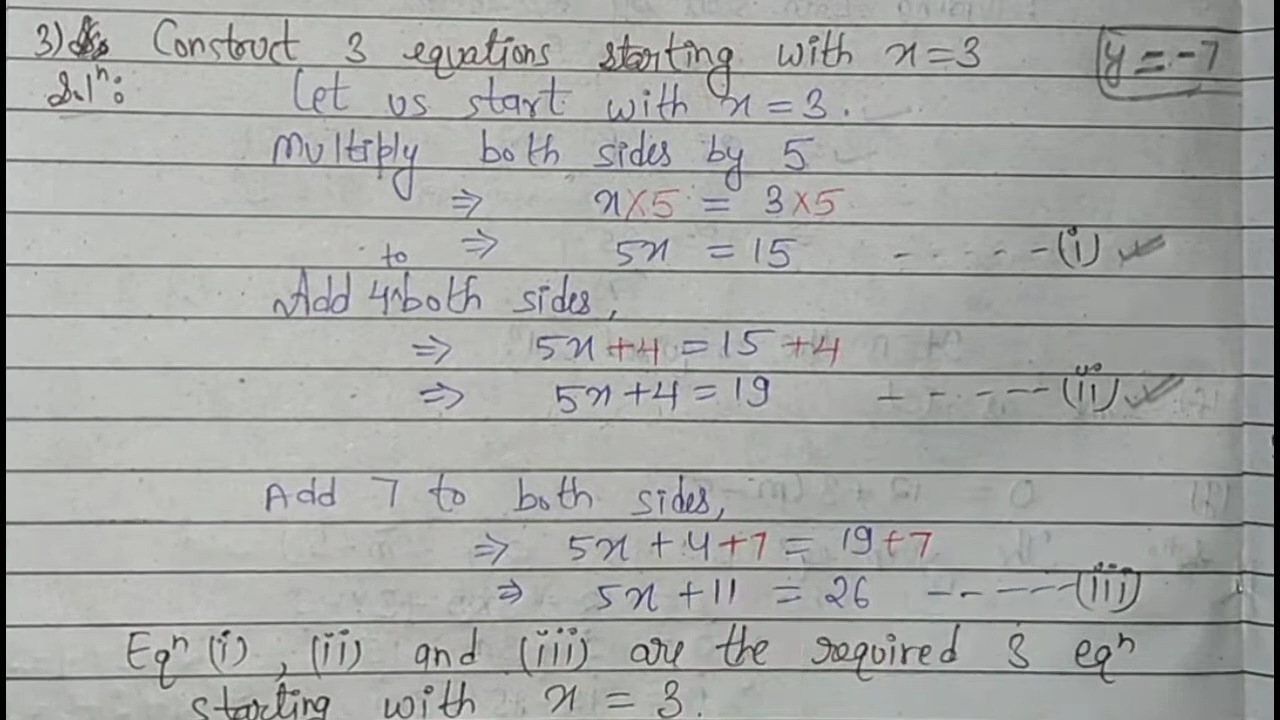 3) Construct 3 equations starting with x=3
y = -7
Solⁿ: Let us start with x = 3.
Multiply both sides by 5
⇒ x×5 = 3×5
⇒ 5x = 15 - - - - - -(i)
Add 4 to both sides,
⇒ 5x+4 = 15+4
⇒ 5x+4 = 19 - - - - - -(ii)
Add 7 to both sides,
⇒ 5x + 4 + 7 = 19+7
⇒ 5x + 11 = 26 - - - - -(iii)
Eqⁿ (i), (ii) and (iii) are the required 3 eqⁿ
starting with x = 3.